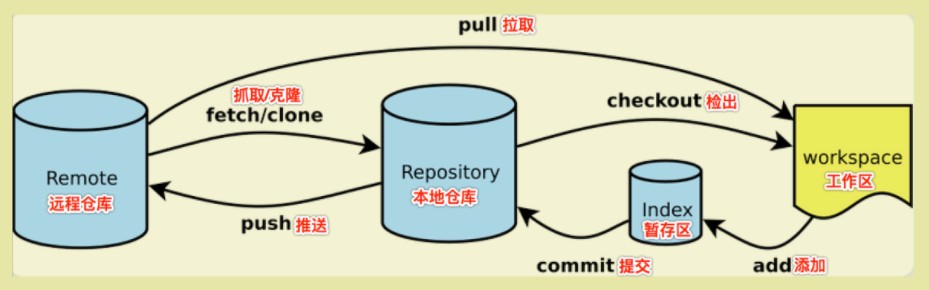 pull 拉取
抓取/克隆
fetch/clone
checkout 检出
Remote
远程仓库
Repository
本地仓库
workspace
工作区
Index
暂存区
push 推送
commit 提交
add 添加